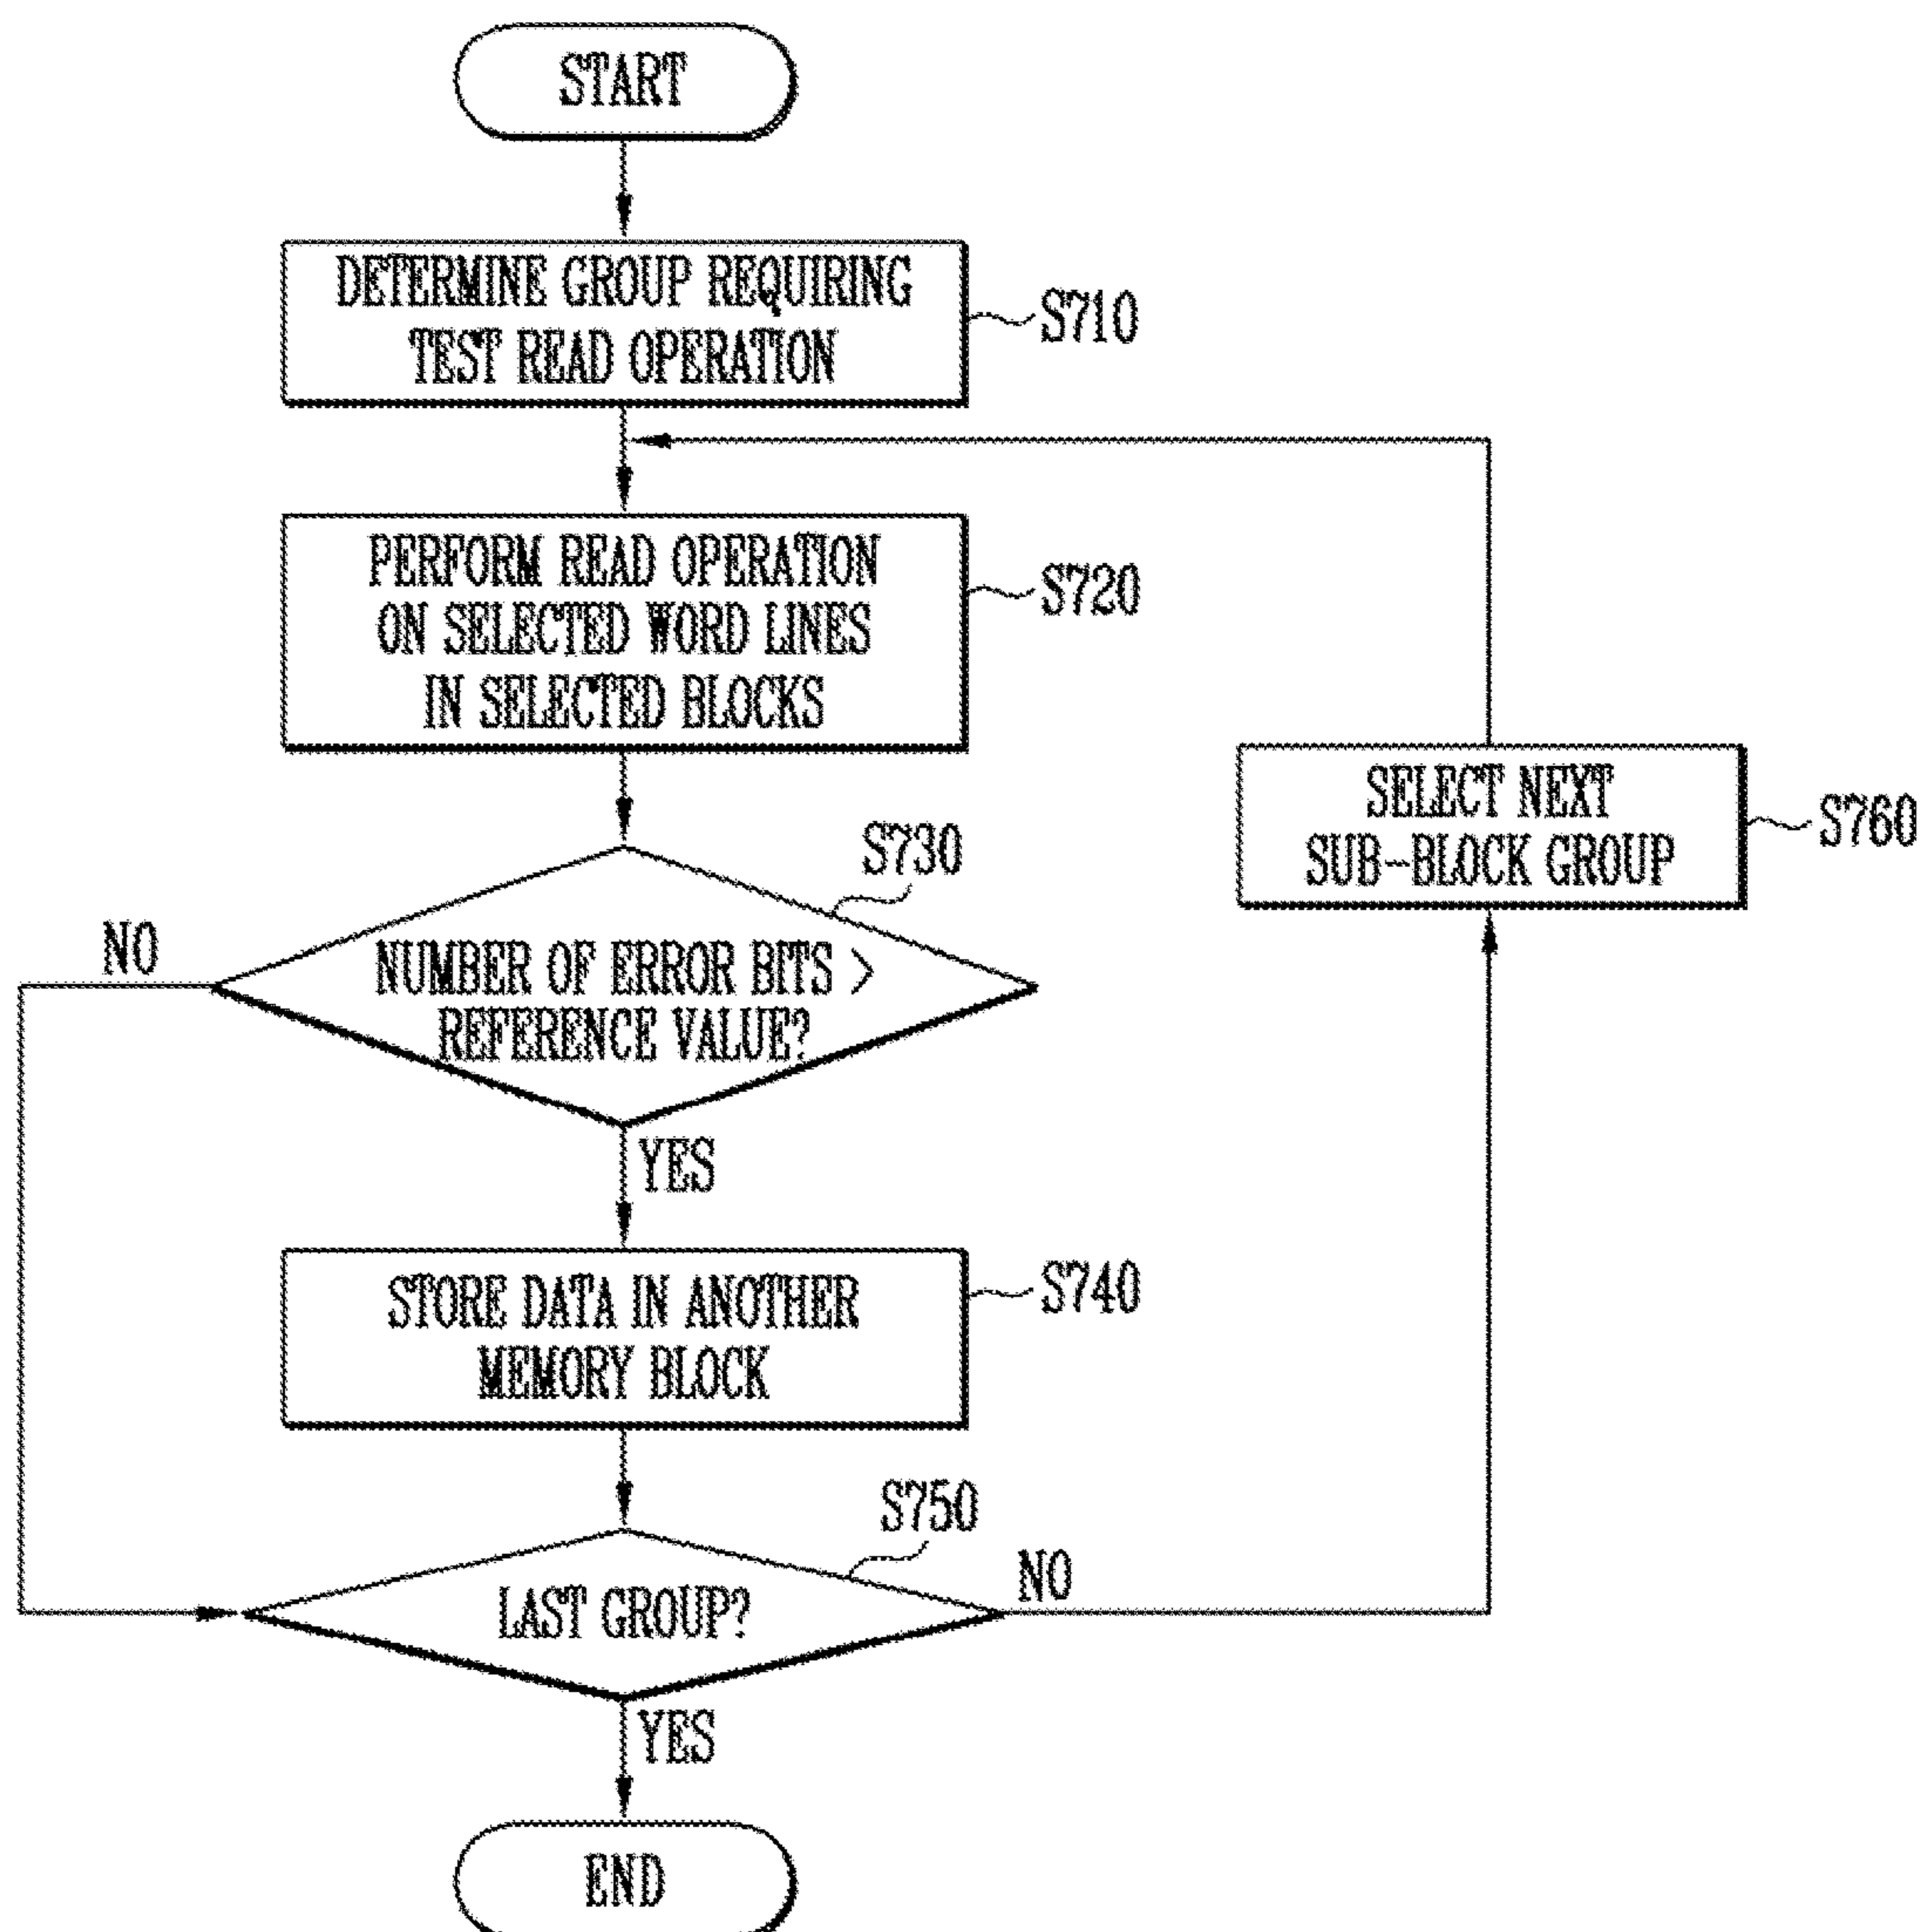 START
DETERMINE GROUP REQUIRING
TEST READ OPERATION
S710
PERFORM READ OPERATION
ON SELECTED WORD LINES
IN SELECTED BLOCKS
S720
SELECT NEXT
SUB-BLOCK GROUP
S760
S730
NO
NUMBER OF ERROR BITS >
REFERENCE VALUE?
YES
STORE DATA IN ANOTHER
MEMORY BLOCK
S740
S750
NO
LAST GROUP?
YES
END